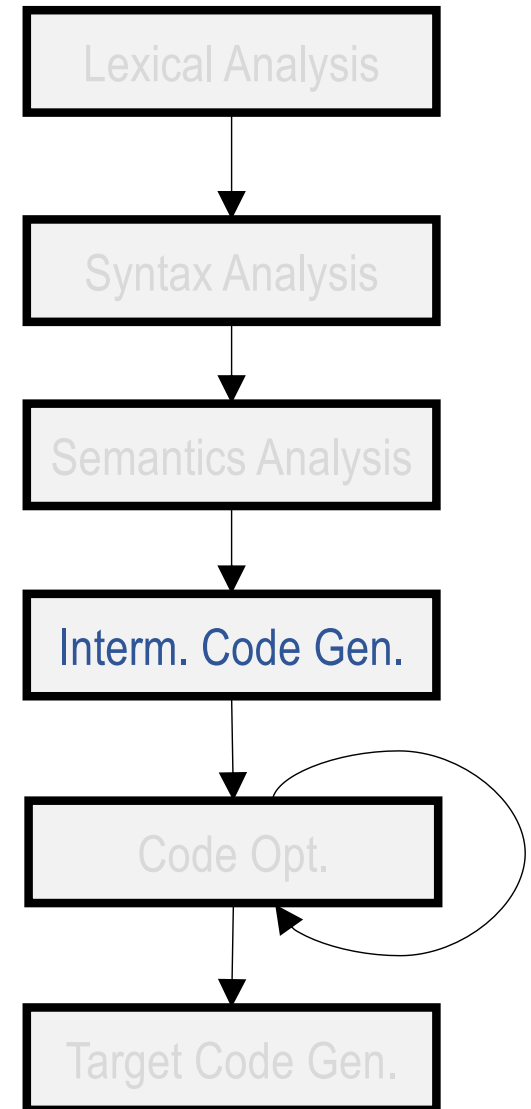 Lexical Analysis
Syntax Analysis
Semantics Analysis
Interm. Code Gen.
Code Opt.
Target Code Gen.